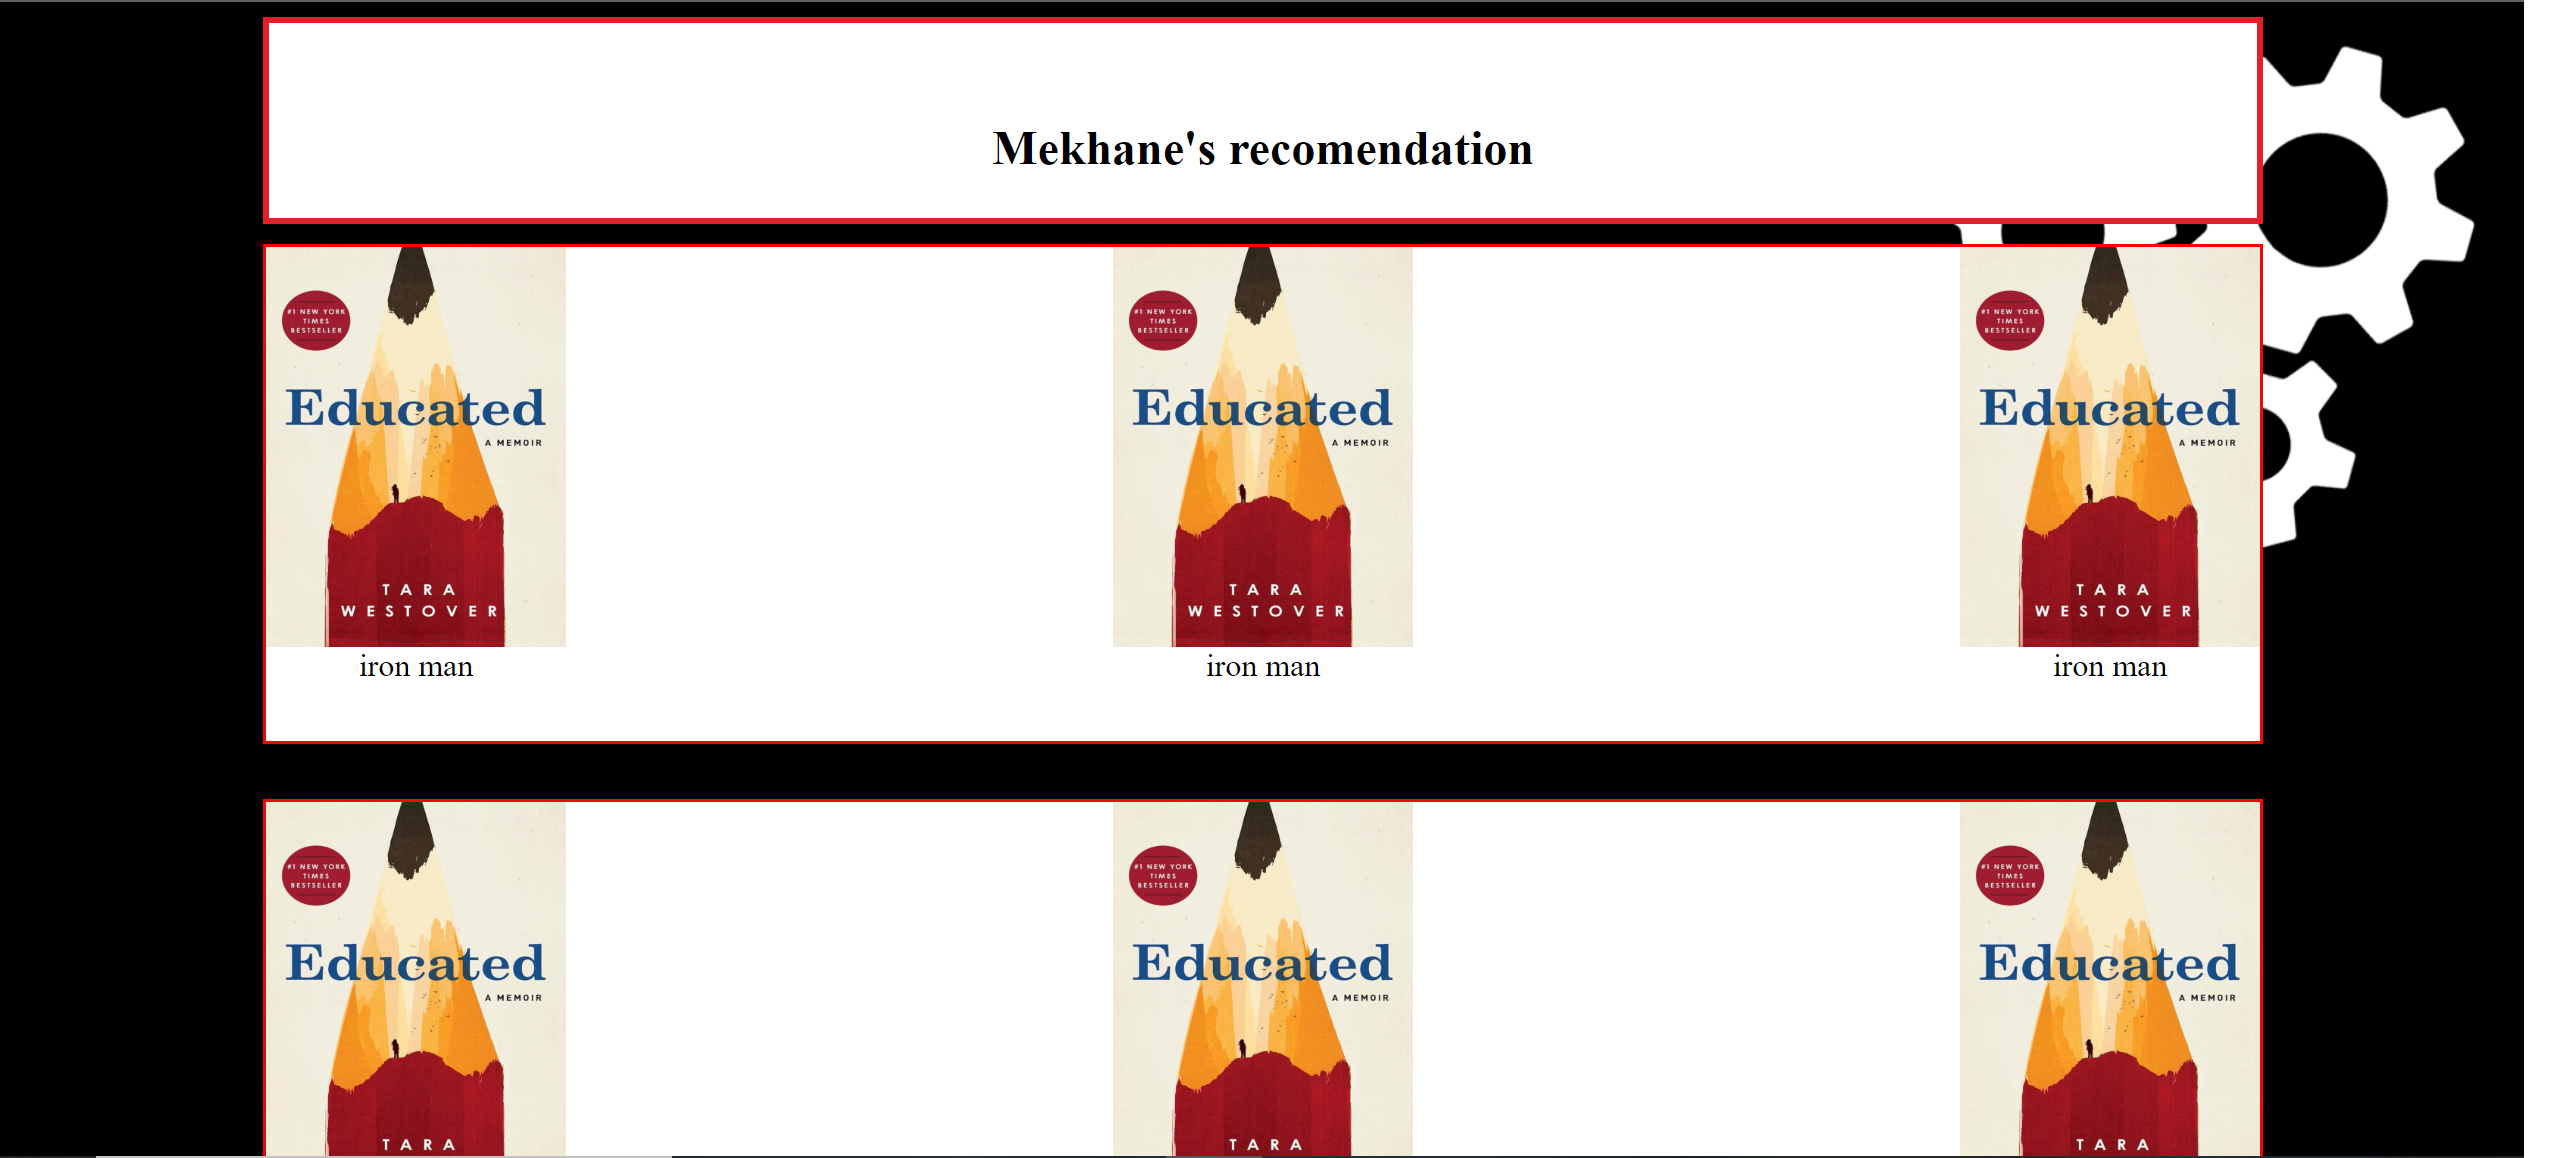 Mekhane's recomendation
#1 NEW YORK
TIMES
BESTSELLER
Educated
A MEMOIR
TARA
WESTOVER
iron man
#1 NEW YORK
TIMES
BESTSELLER
Educated
A MEMOIR
TARA
WESTOVER
iron man
#1 NEW YORK
TIMES
BESTSELLER
Educated
A MEMOIR
TARA
WESTOVER
iron man
#1 NEW YORK
TIMES
BESTSELLER
Educated
A MEMOIR
TARA
#1 NEW YORK
TIMES
BESTSELLER
Educated
A MEMOIR
TARA
#1 NEW YORK
TIMES
BESTSELLER
Educated
A MEMOIR
TARA